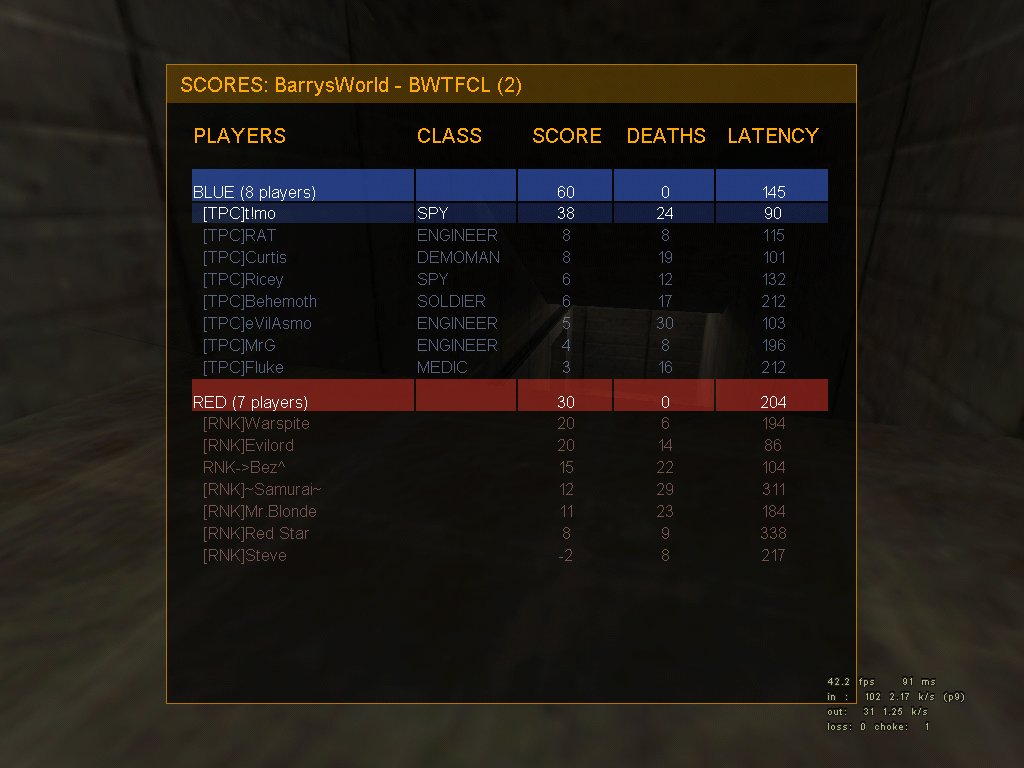 SCORES: BarrysWorld - BWTFCL (2)
PLAYERS CLASS SCORE DEATHS LATENCY
BLUE (8 players) 60 0 145
[TPC]t!mo SPY 38 24 90
[TPC]RAT ENGINEER 8 8 115
[TPC]Curtis DEMOMAN 8 19 101
[TPC]Ricey SPY 6 12 132
[TPC]Behemoth SOLDIER 6 17 212
[TPC]eVilAsmo ENGINEER 5 30 103
[TPC]MrG ENGINEER 4 8 196
[TPC]Fluke MEDIC 3 16 212
RED (7 players) 30 0 204
[RNK]Warspite 20 6 194
[RNK]Evilord 20 14 86
RNK->Bez^ 15 22 104
[RNK]~Samurai~ 12 29 311
[RNK]Mr.Blonde 11 23 184
[RNK]Red Star 8 9 338
[RNK]Steve -2 8 217
42.2 fps 91 ms
in : 102 2.17 k/s (p9)
out: 31 1.25 k/s
loss: 0 choke: 1